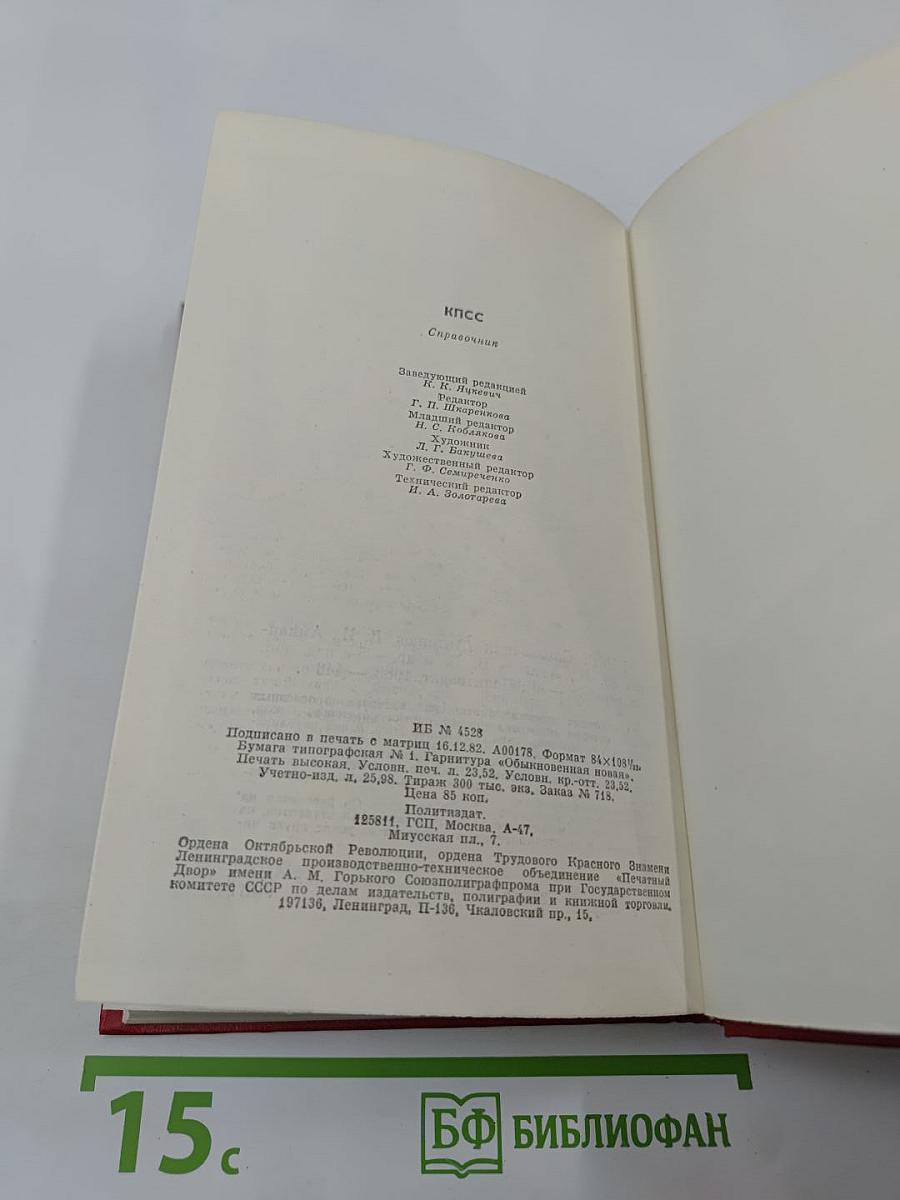 КПСС
Справочник
Заведующий редакцией
К. К. Яцкевич
Редактор
Г. П. Шкаренкова
Младший редактор
Н. С. Коблякова
Художник
Л. Г. Бакушева
Художественный редактор
Г. Ф. Семиреченко
Технический редактор
И. А. Золотарева
ИБ № 4528
Подписано в печать с матриц 16.12.82. А00178. Формат 84×108¹/₃₂.
Бумага типографская № 1. Гарнитура «Обыкновенная новая».
Печать высокая. Условн. печ. л. 23,52. Условн. кр.-отт. 23,52.
Учетно-изд. л. 25,98. Тираж 300 тыс. экз. Заказ № 718.
Цена 85 коп.
Политиздат.
125811, ГСП, Москва, А-47,
Миусская пл., 7.
Ордена Октябрьской Революции, ордена Трудового Красного Знамени
Ленинградское производственно-техническое объединение «Печатный
Двор» имени А. М. Горького Союзполиграфпрома при Государственном
комитете СССР по делам издательств, полиграфии и книжной торговли.
197136, Ленинград, П-136, Чкаловский пр., 15.
15 с
БФ БИБЛИОФАН